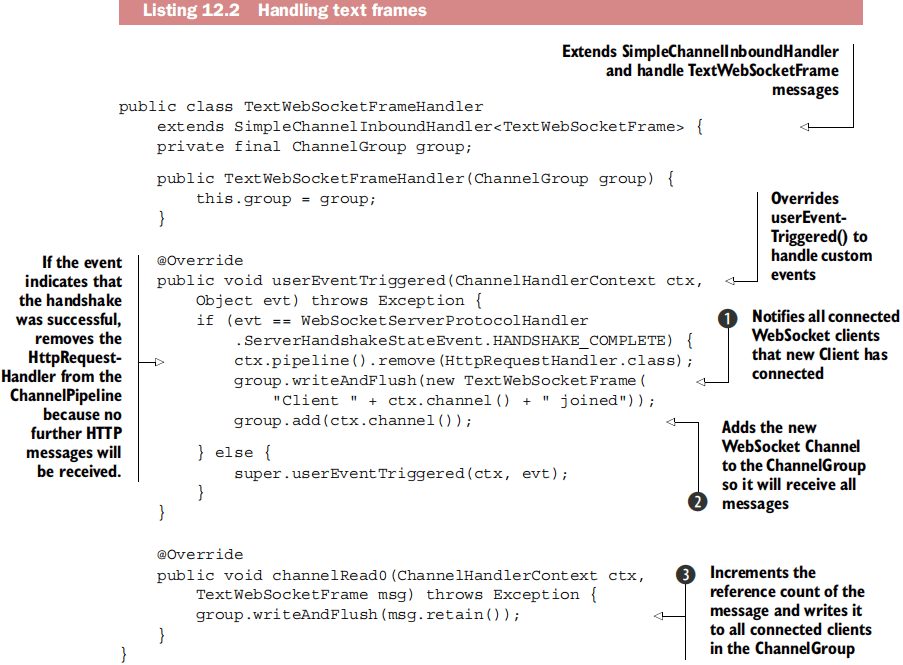 Listing 12.2 Handling text frames
Extends SimpleChannelInboundHandler
and handle TextWebSocketFrame
messages
public class TextWebSocketFrameHandler
extends SimpleChannelInboundHandler<TextWebSocketFrame> {
private final ChannelGroup group;
public TextWebSocketFrameHandler(ChannelGroup group) {
this.group = group;
}
Overrides
userEvent-
Triggered() to
handle custom
events
If the event
indicates that
the handshake
was successful,
removes the
HttpRequest-
Handler from the
ChannelPipeline
because no
further HTTP
messages will
be received.
@Override
public void userEventTriggered(ChannelHandlerContext ctx,
Object evt) throws Exception {
if (evt == WebSocketServerProtocolHandler
.ServerHandshakeStateEvent.HANDSHAKE_COMPLETE) {
ctx.pipeline().remove(HttpRequestHandler.class);
group.writeAndFlush(new TextWebSocketFrame(
"Client " + ctx.channel() + " joined"));
group.add(ctx.channel());
} else {
super.userEventTriggered(ctx, evt);
}
}
1 Notifies all connected
WebSocket clients
that new Client has
connected
Adds the new
WebSocket Channel
to the ChannelGroup
so it will receive all
2 messages
@Override
public void channelRead0(ChannelHandlerContext ctx,
TextWebSocketFrame msg) throws Exception {
group.writeAndFlush(msg.retain());
}
}
3 Increments the
reference count of the
message and writes it
to all connected clients
in the ChannelGroup